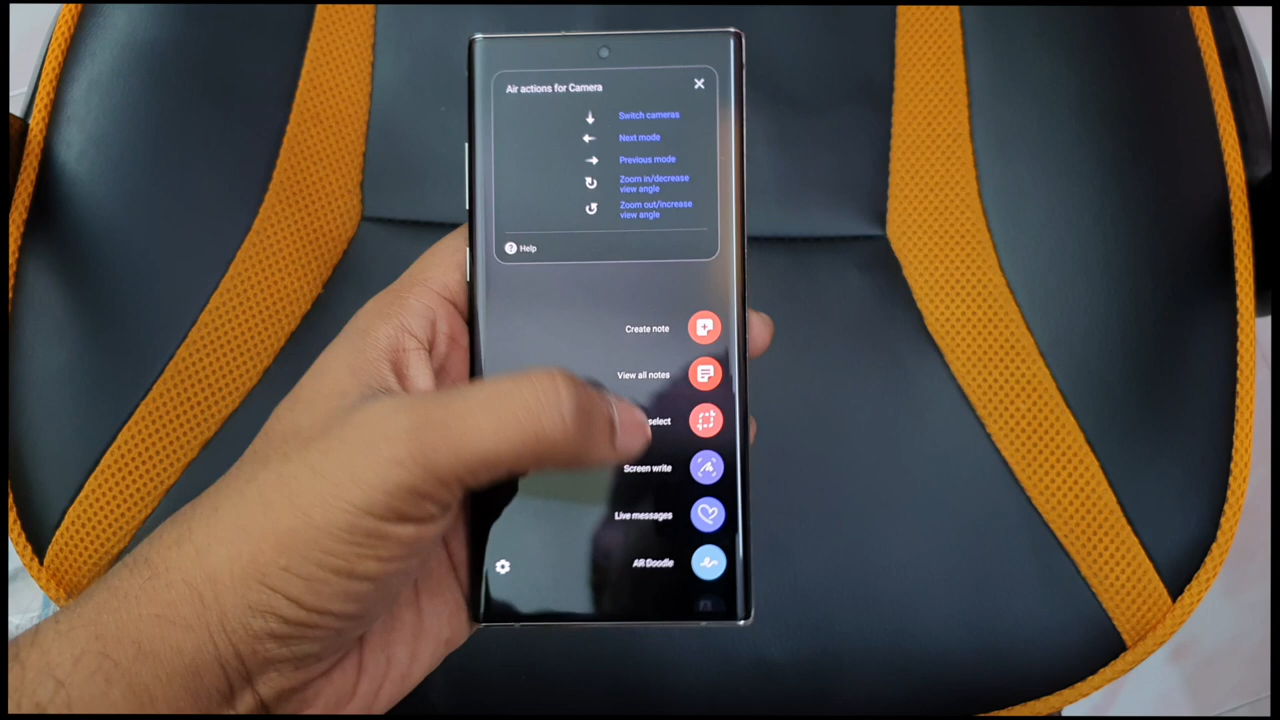 Air actions for Camera
Switch cameras
Next mode
Previous mode
Zoom in/decrease
view angle
Zoom out/increase
view angle
? Help
Create note
View all notes
select
Screen write
Live messages
AR Doodle